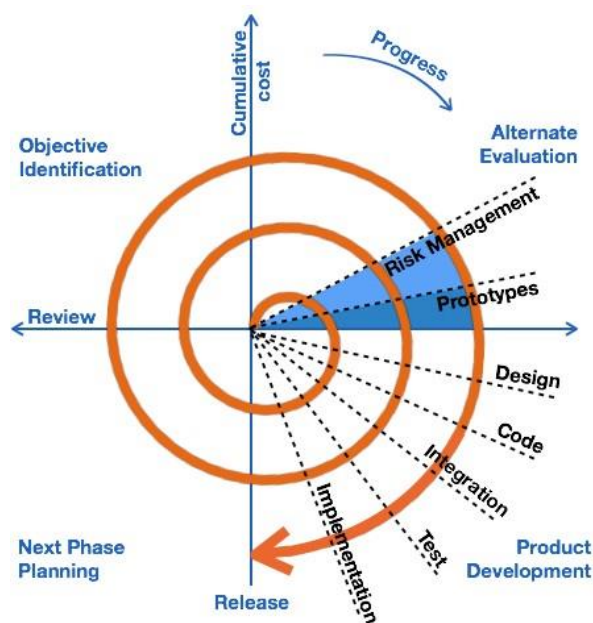 Cumulative
cost
Progress
Objective
Identification
Alternate
Evaluation
Risk Management
Prototypes
Review
Design
Code
Integration
Test
Implementation
Next Phase
Planning
Product
Development
Release